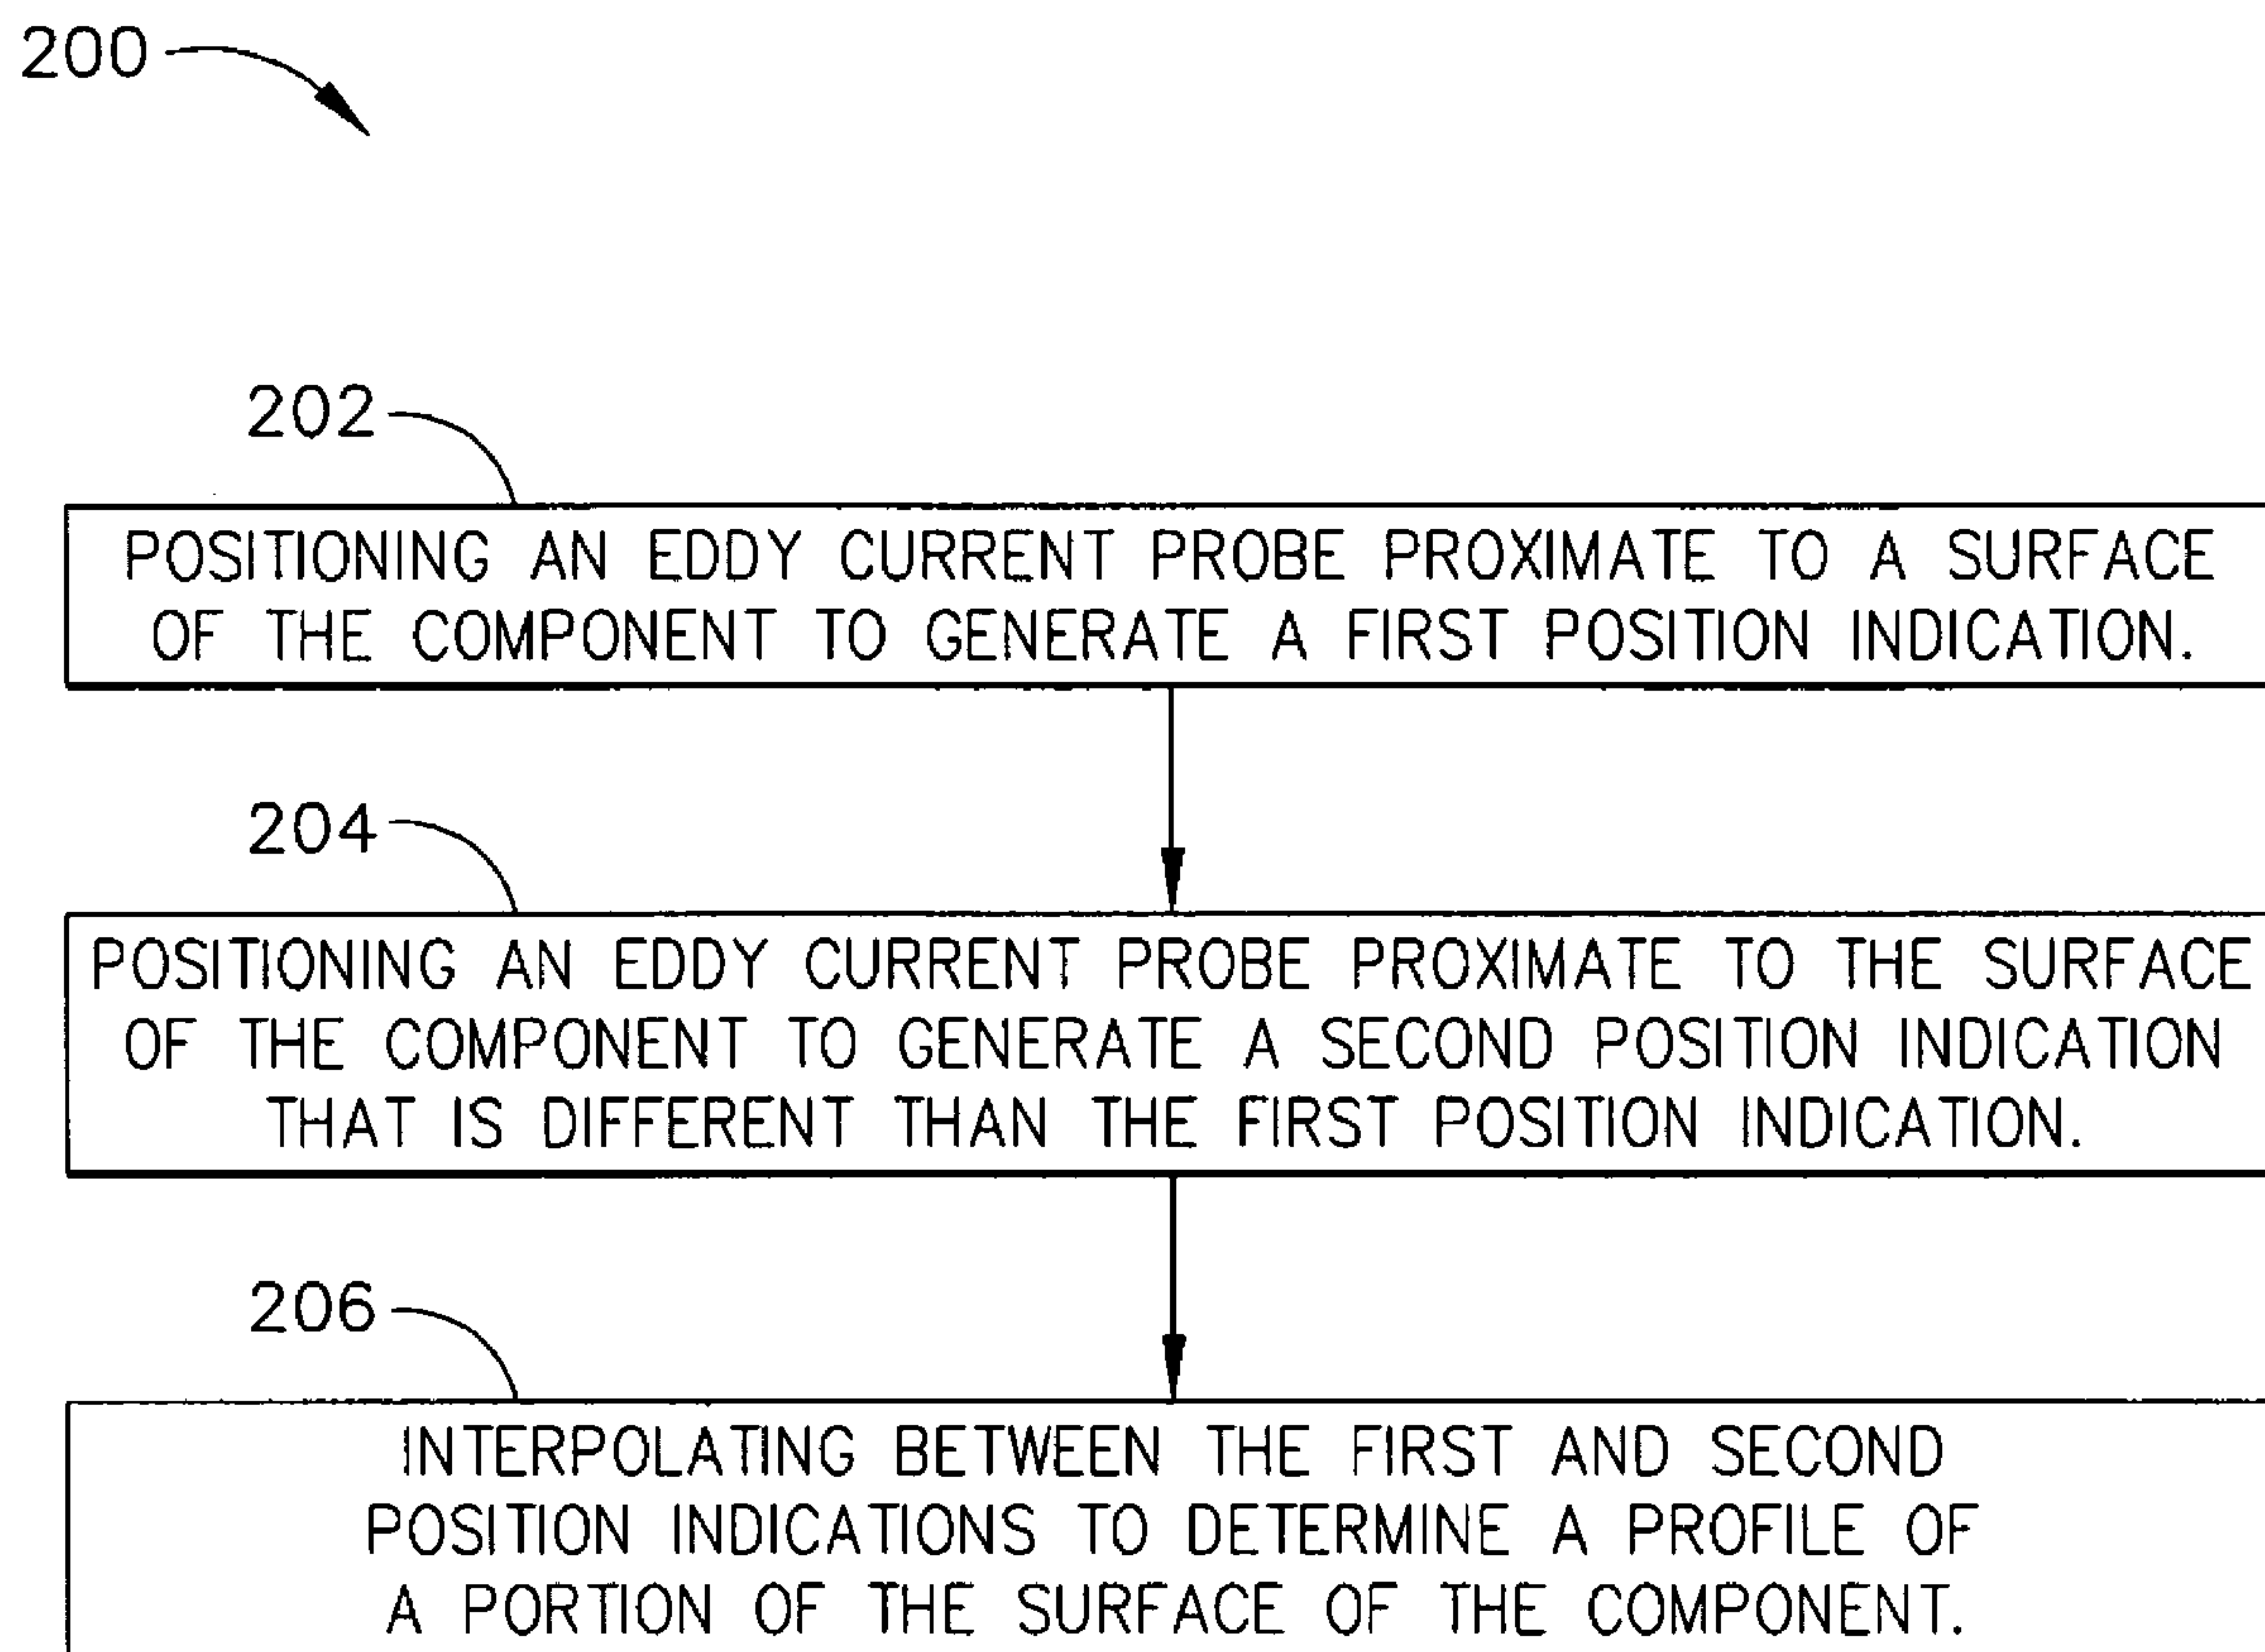 200
202
POSITIONING AN EDDY CURRENT PROBE PROXIMATE TO A SURFACE
OF THE COMPONENT TO GENERATE A FIRST POSITION INDICATION.
204
POSITIONING AN EDDY CURRENT PROBE PROXIMATE TO THE SURFACE
OF THE COMPONENT TO GENERATE A SECOND POSITION INDICATION
THAT IS DIFFERENT THAN THE FIRST POSITION INDICATION.
206
INTERPOLATING BETWEEN THE FIRST AND SECOND
POSITION INDICATIONS TO DETERMINE A PROFILE OF
A PORTION OF THE SURFACE OF THE COMPONENT.